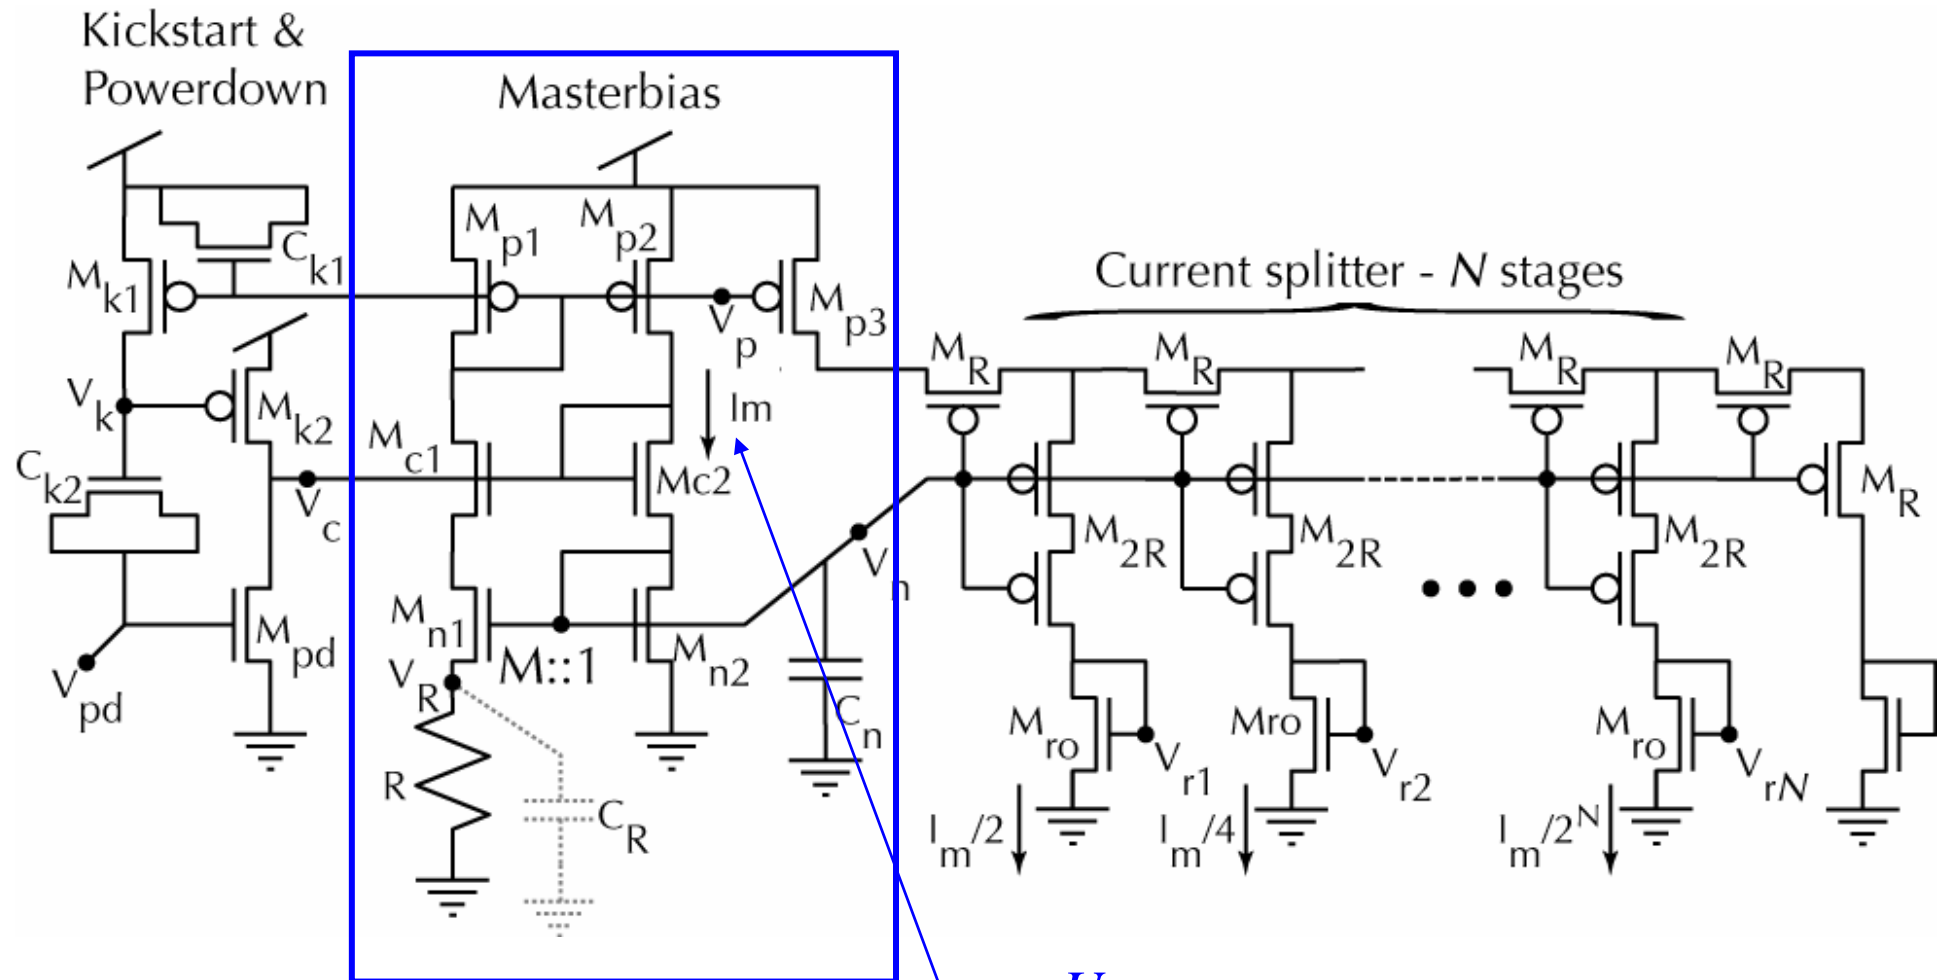 Kickstart &
Powerdown
Masterbias
Mp1
Mp2
Ck1
Mk1
Current splitter - N stages
Vp
Mp3
MR
MR
MR
MR
Vk
Mk2
Im
Mc1
Ck2
Mc2
MR
Vc
M2R
M2R
M2R
Vn
Mn1
Mpd
M::1
Mn2
VR
Vpd
Cn
Mro
Mro
Mro
Vr1
Vr2
VrN
R
CR
Im/2
Im/4
Im/2N
U